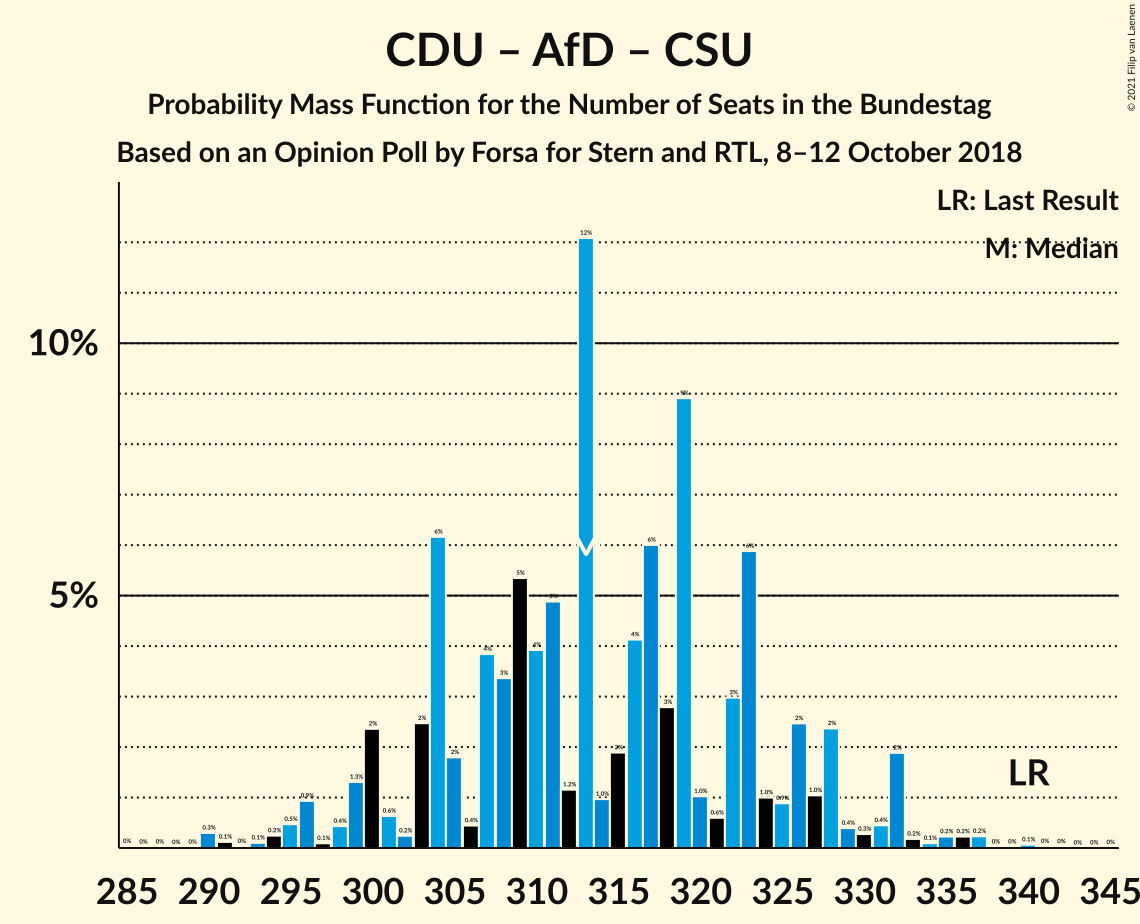 CDU – AfD – CSU
Probability Mass Function for the Number of Seats in the Bundestag
Based on an Opinion Poll by Forsa for Stern and RTL, 8–12 October 2018
© 2021 Filip van Laenen
LR: Last Result
M: Median
10%
5%
0% 0% 0% 0% 0% 0.3% 0.1% 0% 0.1% 0.2% 0.5% 0.9% 0.1% 0.4% 1.3% 2% 0.6% 0.2% 2% 6% 2% 0.4% 4% 3% 5% 4% 5% 1.2% 12% 1.0% 2% 4% 6% 3% 9% 1.0% 0.6% 3% 6% 1.0% 0.9% 2% 1.0% 2% 0.4% 0.3% 0.4% 2% 0.2% 0.1% 0.2% 0.2% 0.2% 0% 0% 0.1% 0% 0% 0% 0% 0%
LR
285 290 295 300 305 310 315 320 325 330 335 340 345